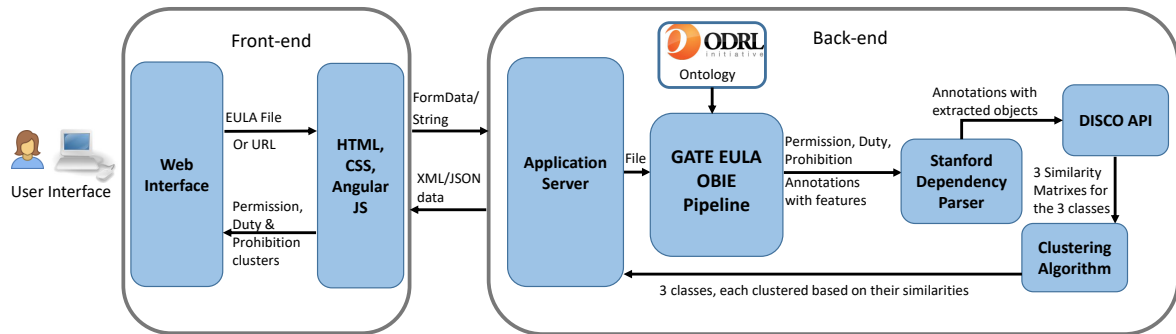 Front-end
Back-end
User Interface
Web
Interface
EULA File
Or URL
Permission,
Duty &
Prohibition
clusters
HTML,
CSS,
Angular
JS
FormData/
String
XML/JSON
data
Application
Server
File
ODRL
initiative
Ontology
GATE EULA
OBIE
Pipeline
Permission, Duty,
Prohibition
Annotations
with features
Stanford
Dependency
Parser
Annotations with
extracted objects
DISCO API
3 Similarity
Matrixes for
the 3 classes
Clustering
Algorithm
3 classes, each clustered based on their similarities